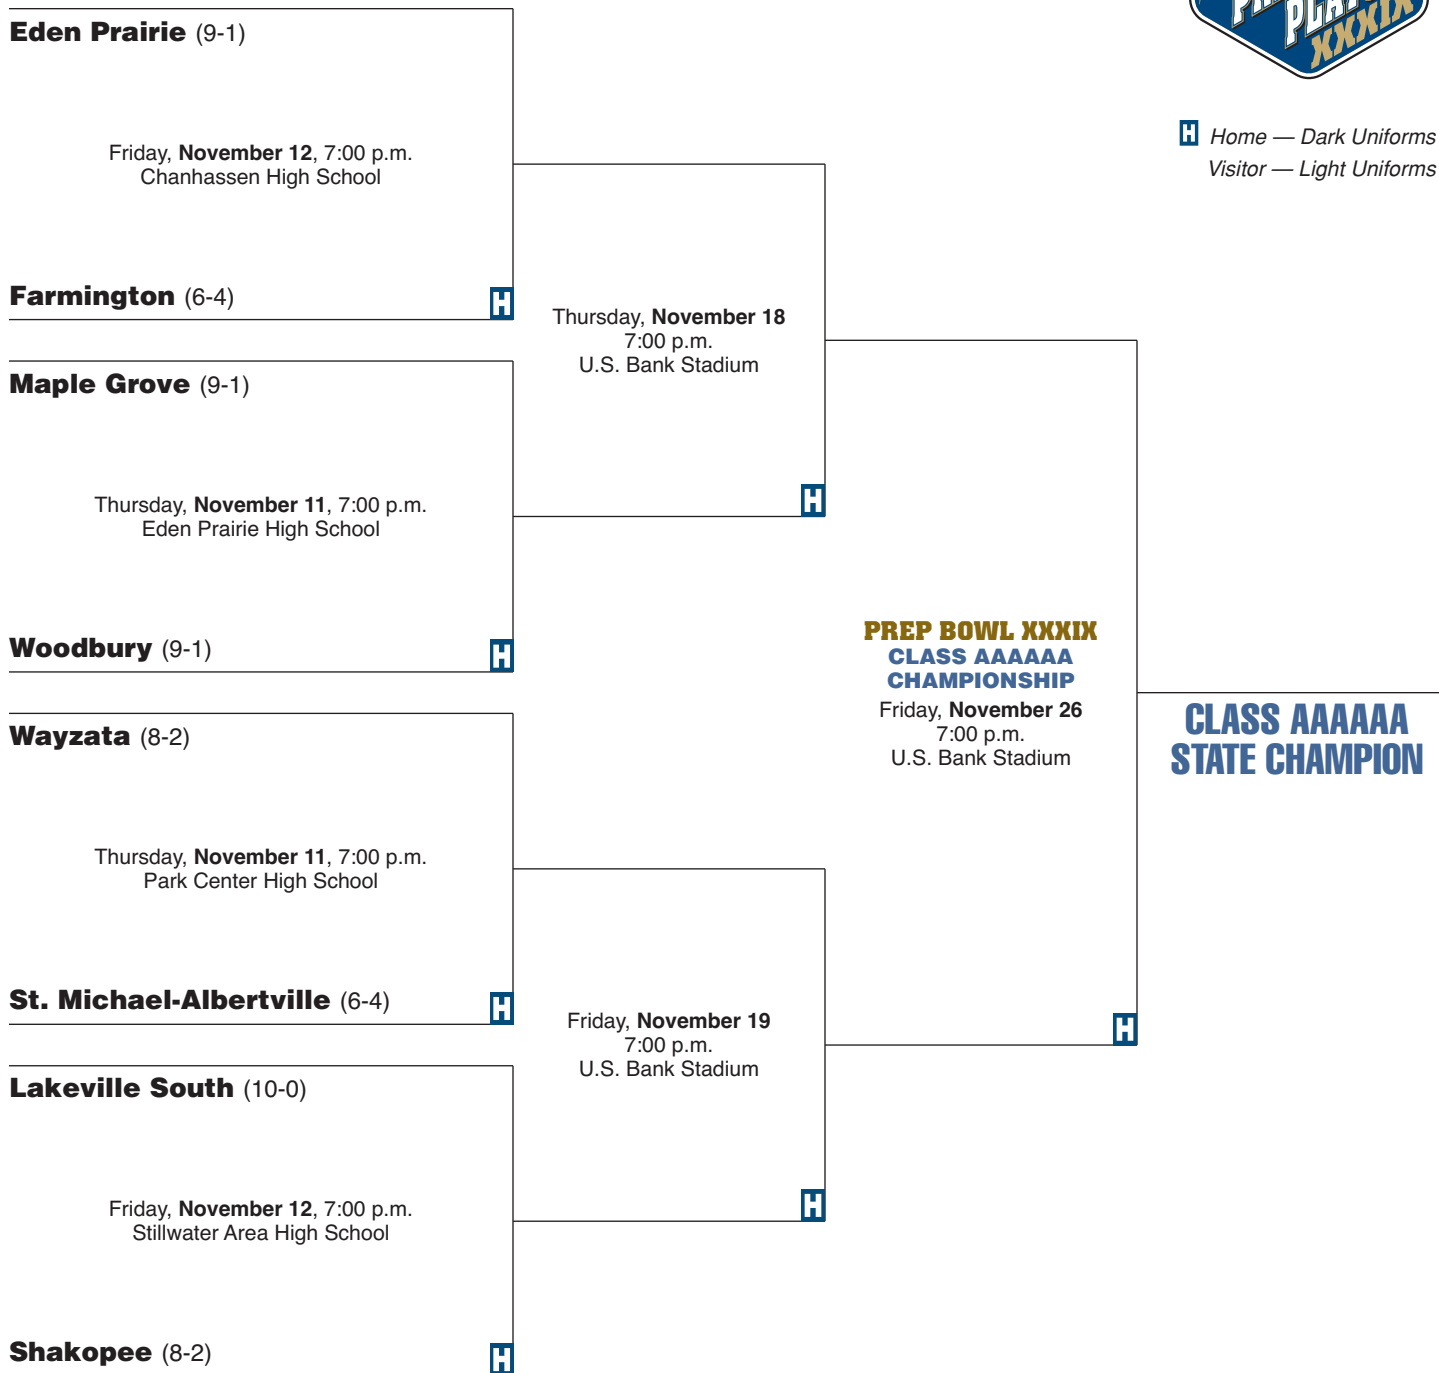 Eden Prairie (9-1)
Friday, November 12, 7:00 p.m.
Chanhassen High School
Farmington (6-4)
H
Maple Grove (9-1)
Thursday, November 11, 7:00 p.m.
Eden Prairie High School
Woodbury (9-1)
H
Wayzata (8-2)
Thursday, November 11, 7:00 p.m.
Park Center High School
St. Michael-Albertville (6-4)
H
Lakeville South (10-0)
Friday, November 12, 7:00 p.m.
Stillwater Area High School
Shakopee (8-2)
H
Thursday, November 18
7:00 p.m.
U.S. Bank Stadium
H
Friday, November 19
7:00 p.m.
U.S. Bank Stadium
H
PREP BOWL XXXIX
CLASS AAAAAA
CHAMPIONSHIP
Friday, November 26
7:00 p.m.
U.S. Bank Stadium
H
XXXIX
H Home — Dark Uniforms
Visitor — Light Uniforms
CLASS AAAAAA
STATE CHAMPION